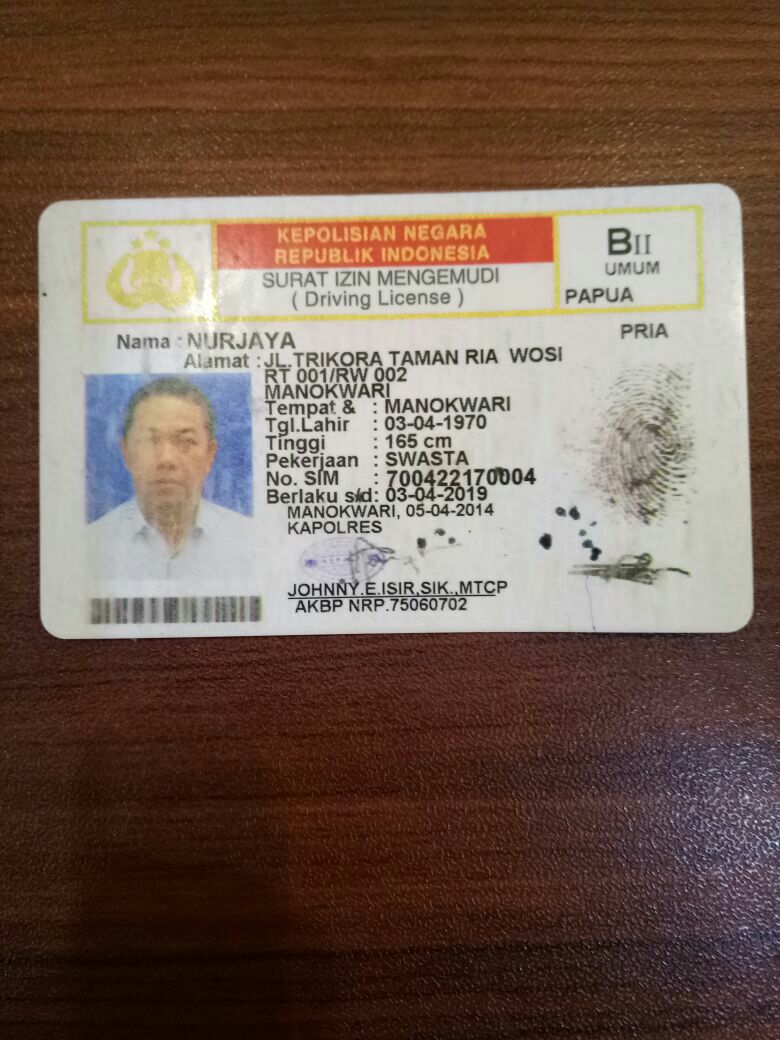 KEPOLISIAN NEGARA
REPUBLIK INDONESIA
SURAT IZIN MENGEMUDI
( Driving License )
BII
UMUM
PAPUA
PRIA
Nama : NURJAYA
Alamat : JL.TRIKORA TAMAN RIA WOSI
RT 001/RW 002
MANOKWARI
Tempat & : MANOKWARI
Tgl.Lahir : 03-04-1970
Tinggi : 165 cm
Pekerjaan : SWASTA
No. SIM : 700422170004
Berlaku s/d : 03-04-2019
MANOKWARI, 05-04-2014
KAPOLRES
JOHNNY.E.ISIR,SIK.,MTCP
AKBP NRP.75060702